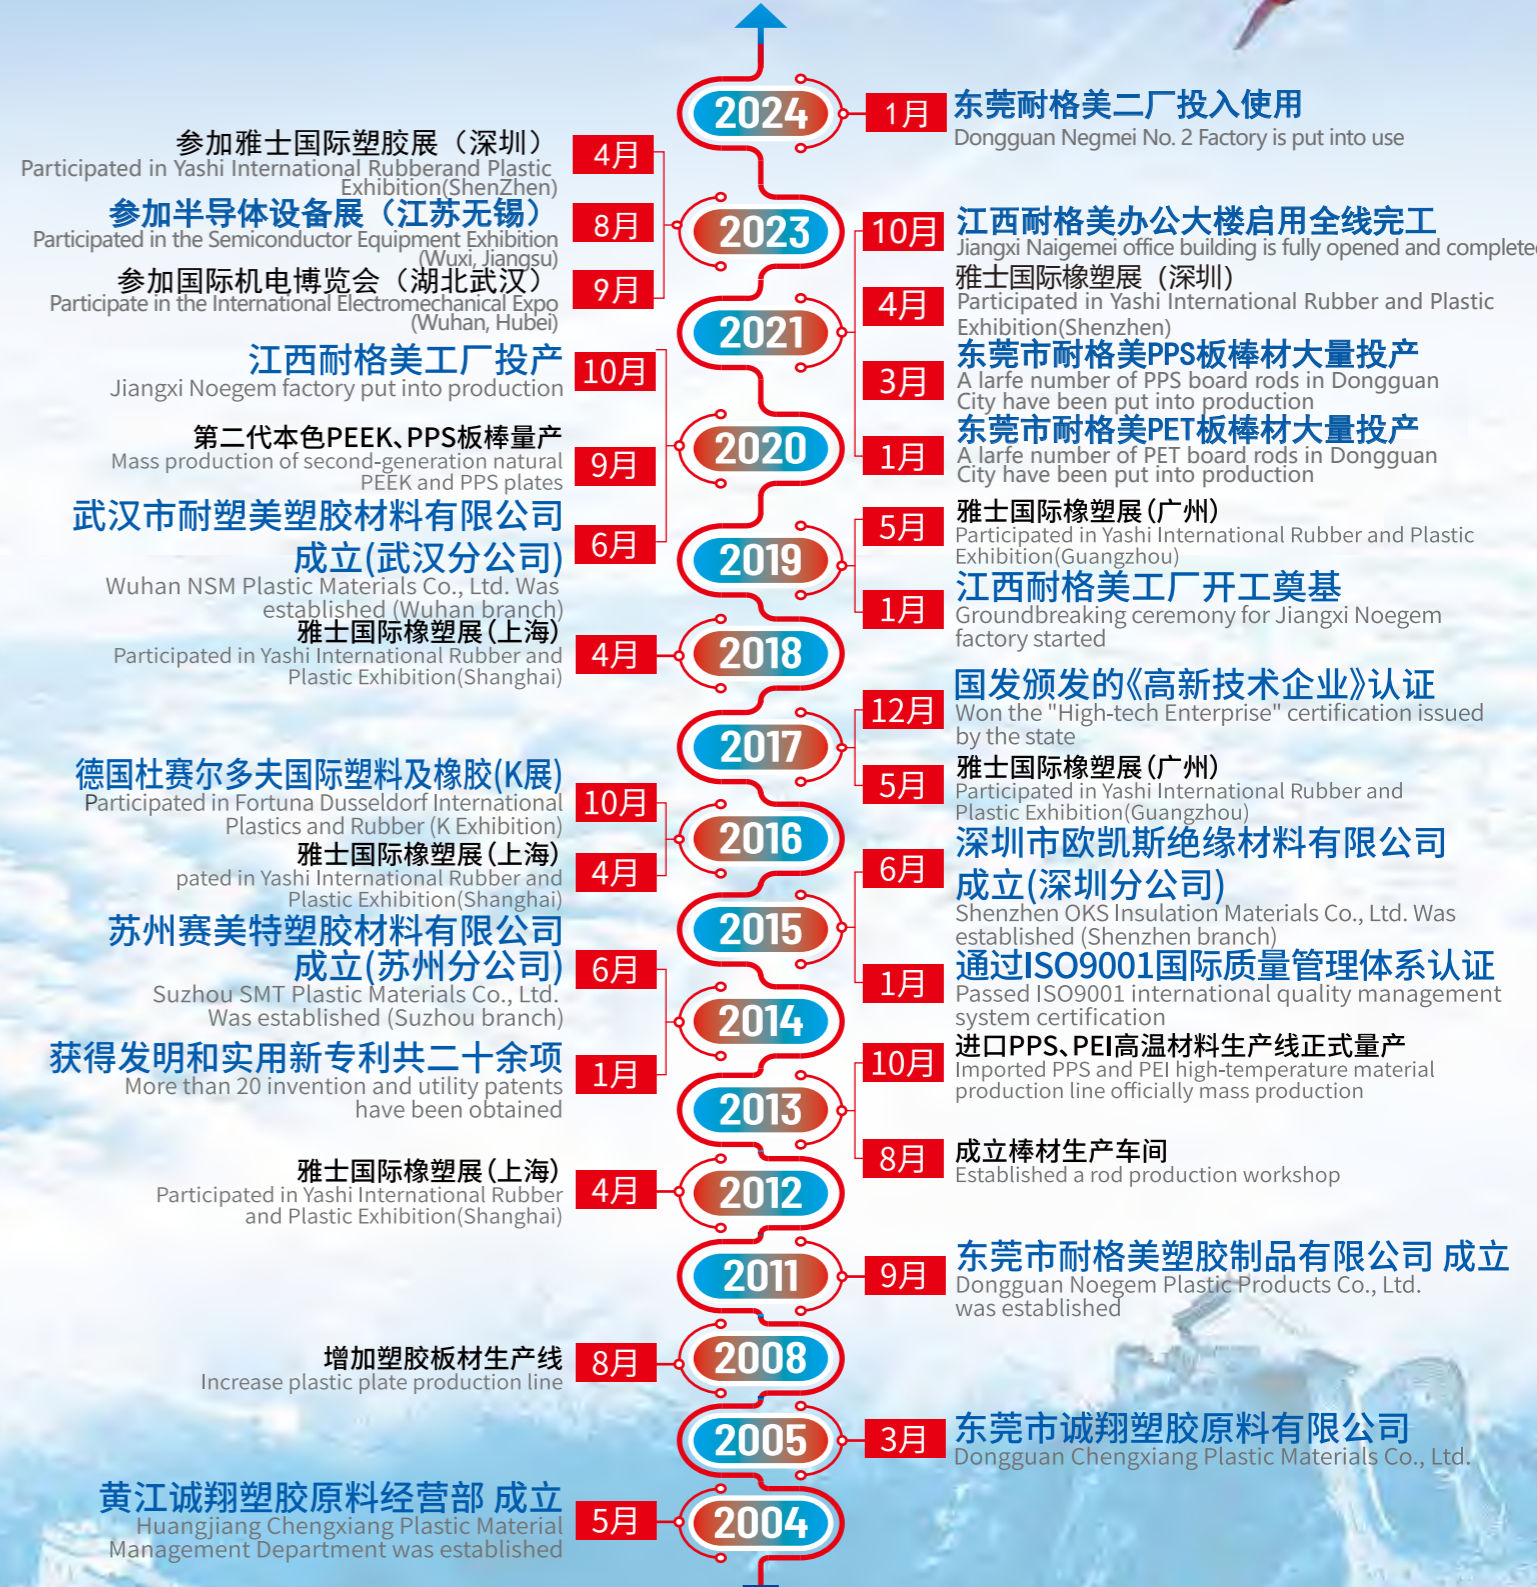 2024
1月
东莞耐格美二厂投入使用
Dongguan Negmei No. 2 Factory is put into use
2023
4月
参加雅士国际塑胶展（深圳）
Participated in Yashi International Rubberand Plastic
Exhibition(ShenZhen)
8月
参加半导体设备展（江苏无锡）
Participated in the Semiconductor Equipment Exhibition
(Wuxi, Jiangsu)
9月
参加国际机电博览会（湖北武汉）
Participate in the International Electromechanical Expo
(Wuhan, Hubei)
2021
10月
江西耐格美办公大楼启用全线完工
Jiangxi Naigemei office building is fully opened and completed
4月
雅士国际橡塑展（深圳）
Participated in Yashi International Rubber and Plastic
Exhibition(Shenzhen)
3月
东莞市耐格美PPS板棒材大量投产
A larfe number of PPS board rods in Dongguan
City have been put into production
1月
东莞市耐格美PET板棒材大量投产
A larfe number of PET board rods in Dongguan
City have been put into production
2020
10月
江西耐格美工厂投产
Jiangxi Noegem factory put into production
9月
第二代本色PEEK、PPS板棒量产
Mass production of second-generation natural
PEEK and PPS plates
6月
武汉市耐塑美塑胶材料有限公司
成立(武汉分公司)
Wuhan NSM Plastic Materials Co., Ltd. Was
established (Wuhan branch)
2019
5月
雅士国际橡塑展(广州)
Participated in Yashi International Rubber and Plastic
Exhibition(Guangzhou)
1月
江西耐格美工厂开工奠基
Groundbreaking ceremony for Jiangxi Noegem
factory started
2018
4月
雅士国际橡塑展(上海)
Participated in Yashi International Rubber and
Plastic Exhibition(Shanghai)
2017
12月
国发颁发的《高新技术企业》认证
Won the "High-tech Enterprise" certification issued
by the state
5月
雅士国际橡塑展(广州)
Participated in Yashi International Rubber and
Plastic Exhibition(Guangzhou)
2016
10月
德国杜赛尔多夫国际塑料及橡胶(K展)
Participated in Fortuna Dusseldorf International
Plastics and Rubber (K Exhibition)
4月
雅士国际橡塑展(上海)
pated in Yashi International Rubber and
Plastic Exhibition(Shanghai)
2015
6月
深圳市欧凯斯绝缘材料有限公司
成立(深圳分公司)
Shenzhen OKS Insulation Materials Co., Ltd. Was
established (Shenzhen branch)
1月
通过ISO9001国际质量管理体系认证
Passed ISO9001 international quality management
system certification
2014
6月
苏州赛美特塑胶材料有限公司
成立(苏州分公司)
Suzhou SMT Plastic Materials Co., Ltd.
Was established (Suzhou branch)
1月
获得发明和实用新专利共二十余项
More than 20 invention and utility patents
have been obtained
2013
10月
进口PPS、PEI高温材料生产线正式量产
Imported PPS and PEI high-temperature material
production line officially mass production
8月
成立棒材生产车间
Established a rod production workshop
2012
4月
雅士国际橡塑展(上海)
Participated in Yashi International Rubber
and Plastic Exhibition(Shanghai)
2011
9月
东莞市耐格美塑胶制品有限公司 成立
Dongguan Noegem Plastic Products Co., Ltd.
was established
2008
8月
增加塑胶板材生产线
Increase plastic plate production line
2005
3月
东莞市诚翔塑胶原料有限公司
Dongguan Chengxiang Plastic Materials Co., Ltd.
2004
5月
黄江诚翔塑胶原料经营部 成立
Huangjiang Chengxiang Plastic Material
Management Department was established